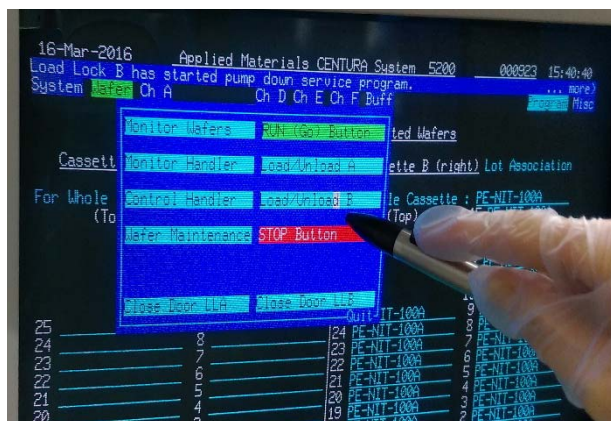 16-Mar-2016 Applied Materials CENTURA System 5200 000923 15:40:40
Load Lock B has started pump down service program. ... more)
System Wafer Ch A Ch D Ch E Ch F Buff Program Misc
Monitor Wafers RUN (Go) Button ted Wafers
Cassett Monitor Handler Load/Unload A ette B (right) Lot Association
For Whole Control Handler Load/Unload B le Cassette : PE-NIT-100A
(To Wafer Maintenance STOP Button (Top)
Close Door LLA Close Door LLB
Quit IT-100A 9
25 8 24 PE-NIT-100A 8
24 7 23 PE-NIT-100A 7 PE-NIT-100A
23 6 22 PE-NIT-100A 6 PE-NIT
22 5 21 PE-NIT-100A 5 PE-NIT-100A
21 4 20 PE-NIT-100A 4 PE-NIT-100A
20 19 PE-NIT-100A 3 PE-NIT-100A
2 PE-NIT-100A